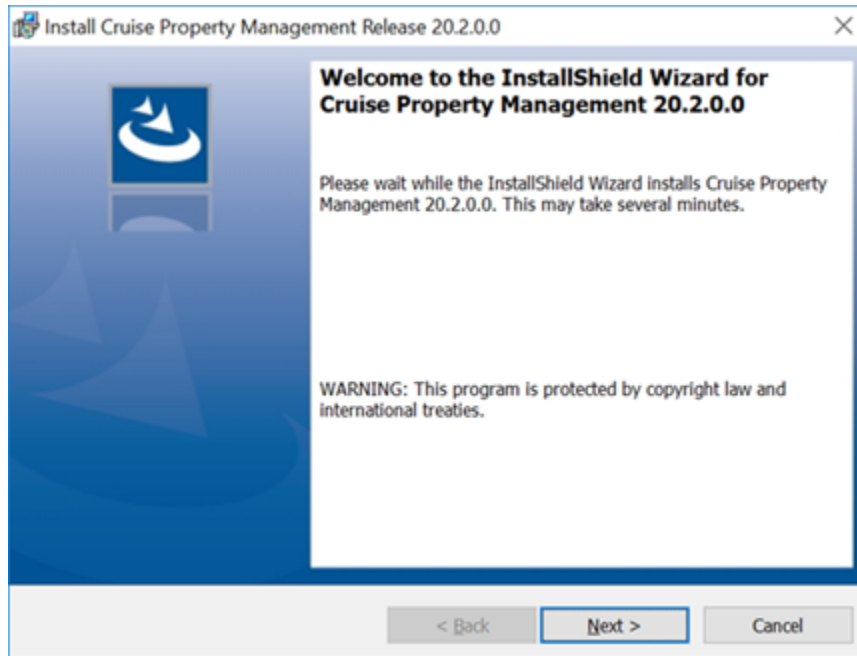 Install Cruise Property Management Release 20.2.0.0
Welcome to the InstallShield Wizard for
Cruise Property Management 20.2.0.0
Please wait while the InstallShield Wizard installs Cruise Property
Management 20.2.0.0. This may take several minutes.
WARNING: This program is protected by copyright law and
international treaties.
< Back
Next >
Cancel